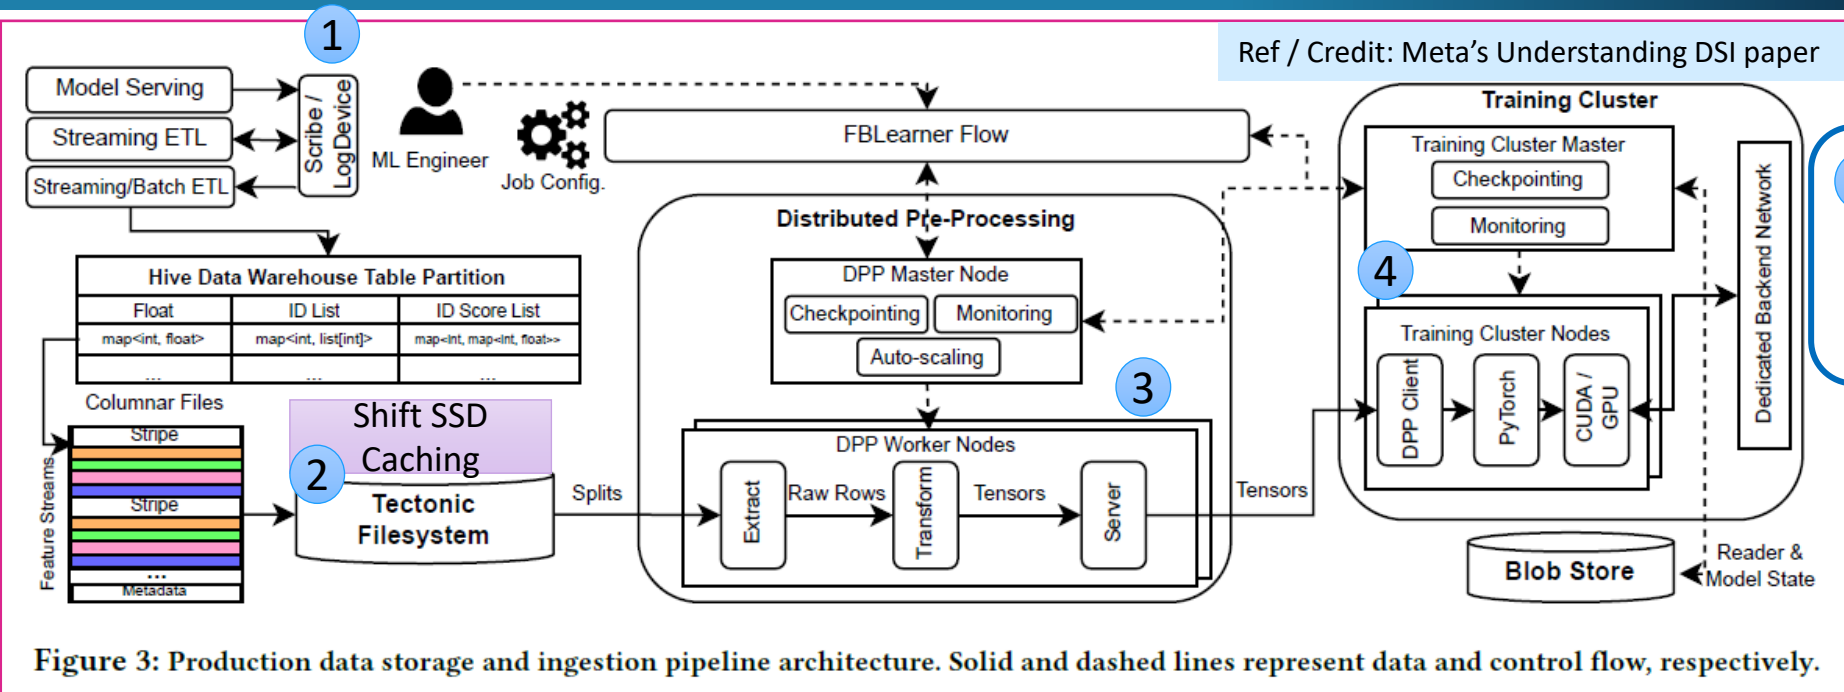 1
Ref / Credit: Meta's Understanding DSI paper
Model Serving
Streaming ETL
Streaming/Batch ETL
Scribe /
LogDevice
ML Engineer
Job Config.
FBLearner Flow
Hive Data Warehouse Table Partition
Float
ID List
ID Score List
map<int, float>
map<int, list[int]>
map<int, map<int, float>>
...
...
...
Columnar Files
Feature Streams
Stripe
Stripe
...
Metadata
Shift SSD
Caching
2
Tectonic
Filesystem
Splits
Distributed Pre-Processing
DPP Master Node
Checkpointing
Monitoring
Auto-scaling
3
DPP Worker Nodes
Extract
Raw Rows
Transform
Tensors
Server
Tensors
Training Cluster
Training Cluster Master
Checkpointing
Monitoring
4
Training Cluster Nodes
DPP Client
PyTorch
CUDA /
GPU
Dedicated Backend Network
Blob Store
Reader &
Model State
Figure 3: Production data storage and ingestion pipeline architecture. Solid and dashed lines represent data and control flow, respectively.